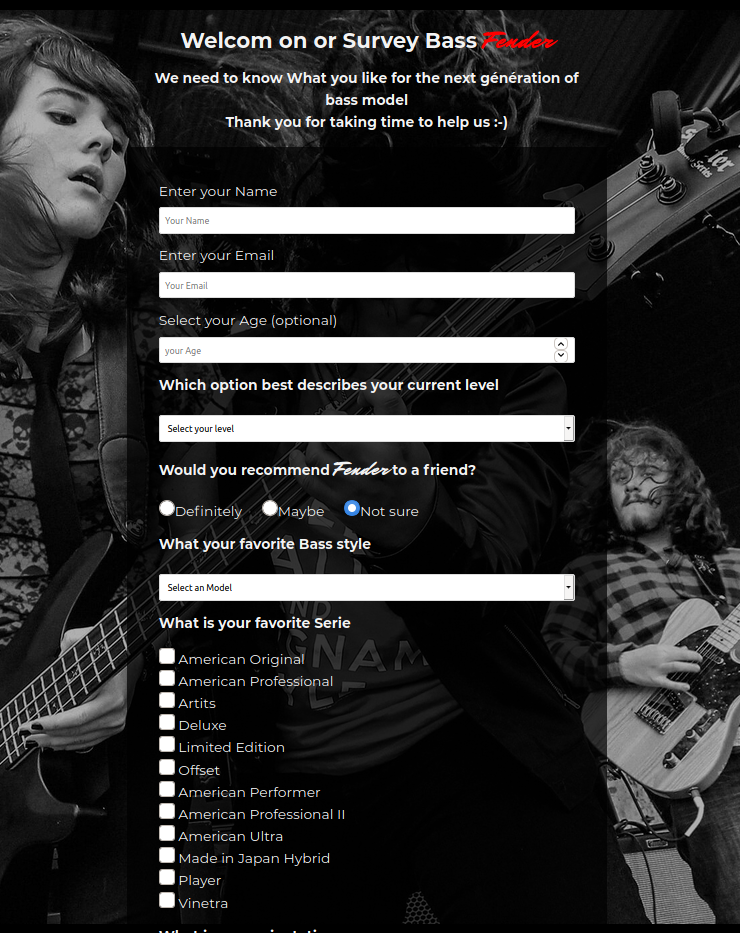 Welcom on or Survey Bass Fender
We need to know What you like for the next génération of
bass model
Thank you for taking time to help us :-)
Enter your Name
Your Name
Enter your Email
Your Email
Select your Age (optional)
your Age
Which option best describes your current level
Select your level
Would you recommend Fender to a friend?
Definitely Maybe Not sure
What your favorite Bass style
Select an Model
What is your favorite Serie
American Original
American Professional
Artits
Deluxe
Limited Edition
Offset
American Performer
American Professional II
American Ultra
Made in Japan Hybrid
Player
Vinetra